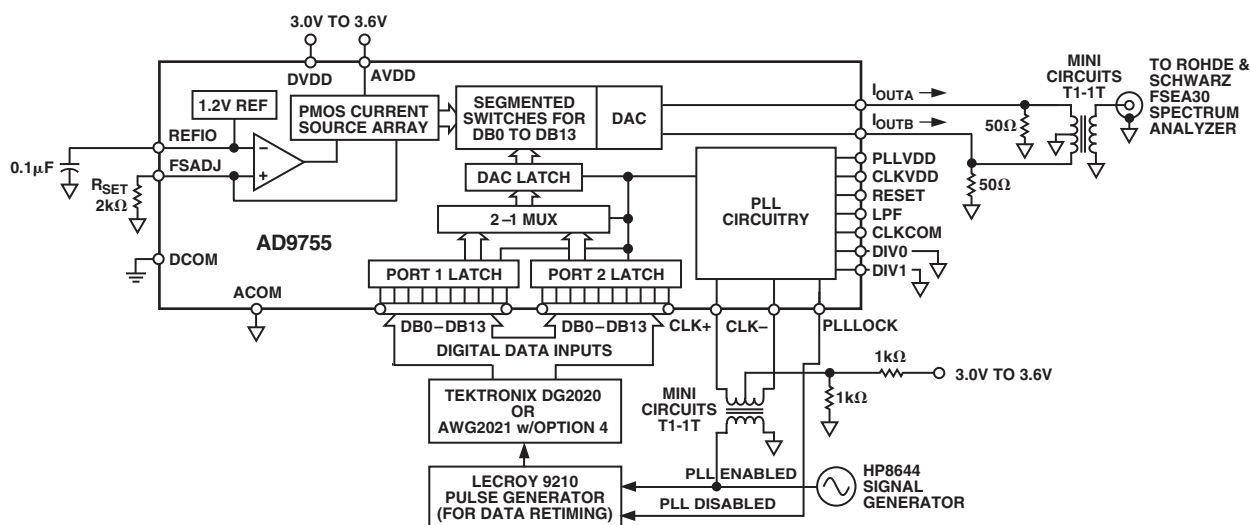 3.0V TO 3.6V
DVDD
AVDD
1.2V REF
PMOS CURRENT
SOURCE ARRAY
SEGMENTED
SWITCHES FOR
DB0 TO DB13
DAC
IOUTA
IOUTB
MINI
CIRCUITS
T1-1T
TO ROHDE &
SCHWARZ
FSEA30
SPECTRUM
ANALYZER
50Ω
50Ω
REFIO
FSADJ
0.1μF
RSET
2kΩ
–
+
DAC LATCH
2–1 MUX
PLL
CIRCUITRY
PLLVDD
CLKVDD
RESET
LPF
CLKCOM
DIV0
DIV1
AD9755
DCOM
ACOM
PORT 1 LATCH
PORT 2 LATCH
DB0–DB13
DB0–DB13
CLK+
CLK–
PLLLOCK
DIGITAL DATA INPUTS
TEKTRONIX DG2020
OR
AWG2021 w/OPTION 4
MINI
CIRCUITS
T1-1T
1kΩ
1kΩ
3.0V TO 3.6V
LECROY 9210
PULSE GENERATOR
(FOR DATA RETIMING)
PLL ENABLED
PLL DISABLED
HP8644
SIGNAL
GENERATOR